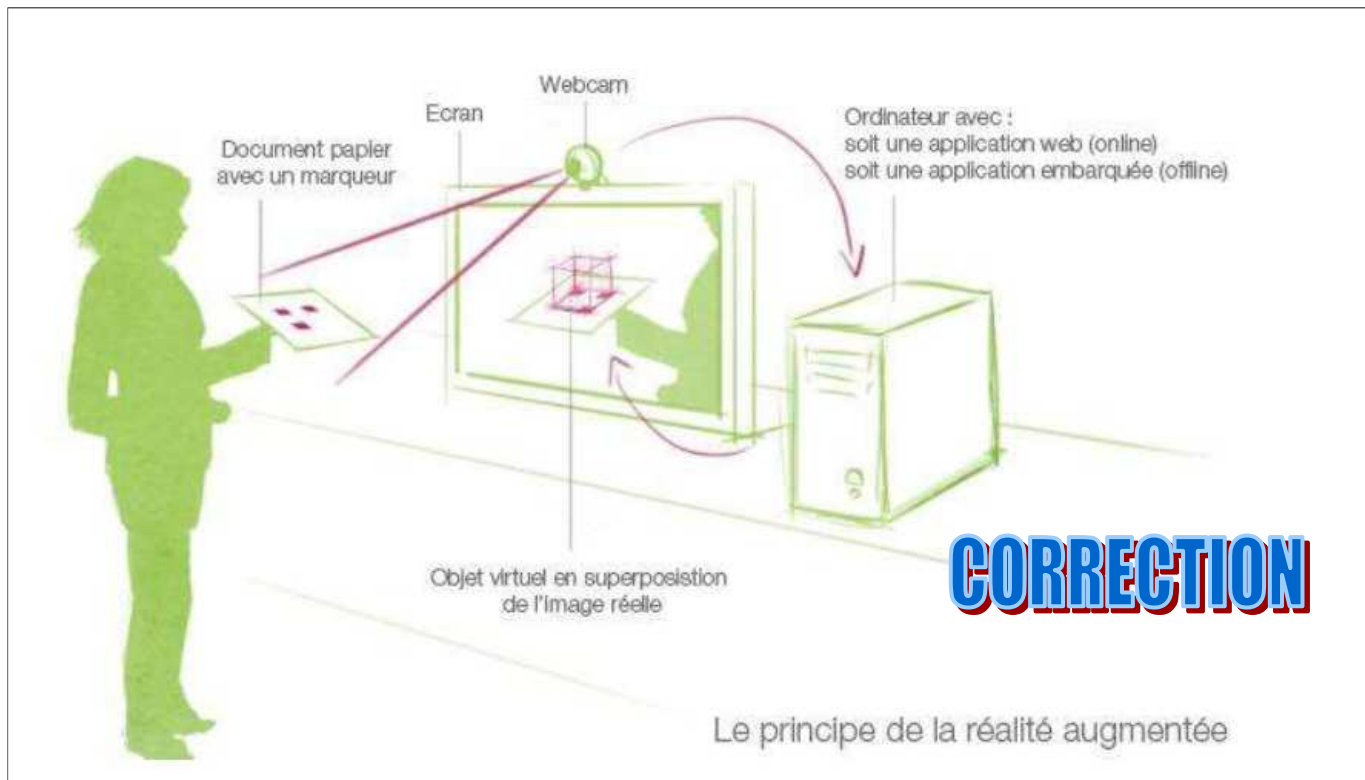 Webcam
Ecran
Document papier
avec un marqueur
Ordinateur avec :
soit une application web (online)
soit une application embarquée (offline)
Objet virtuel en superposistion
de l'image réelle
CORRECTION
Le principe de la réalité augmentée